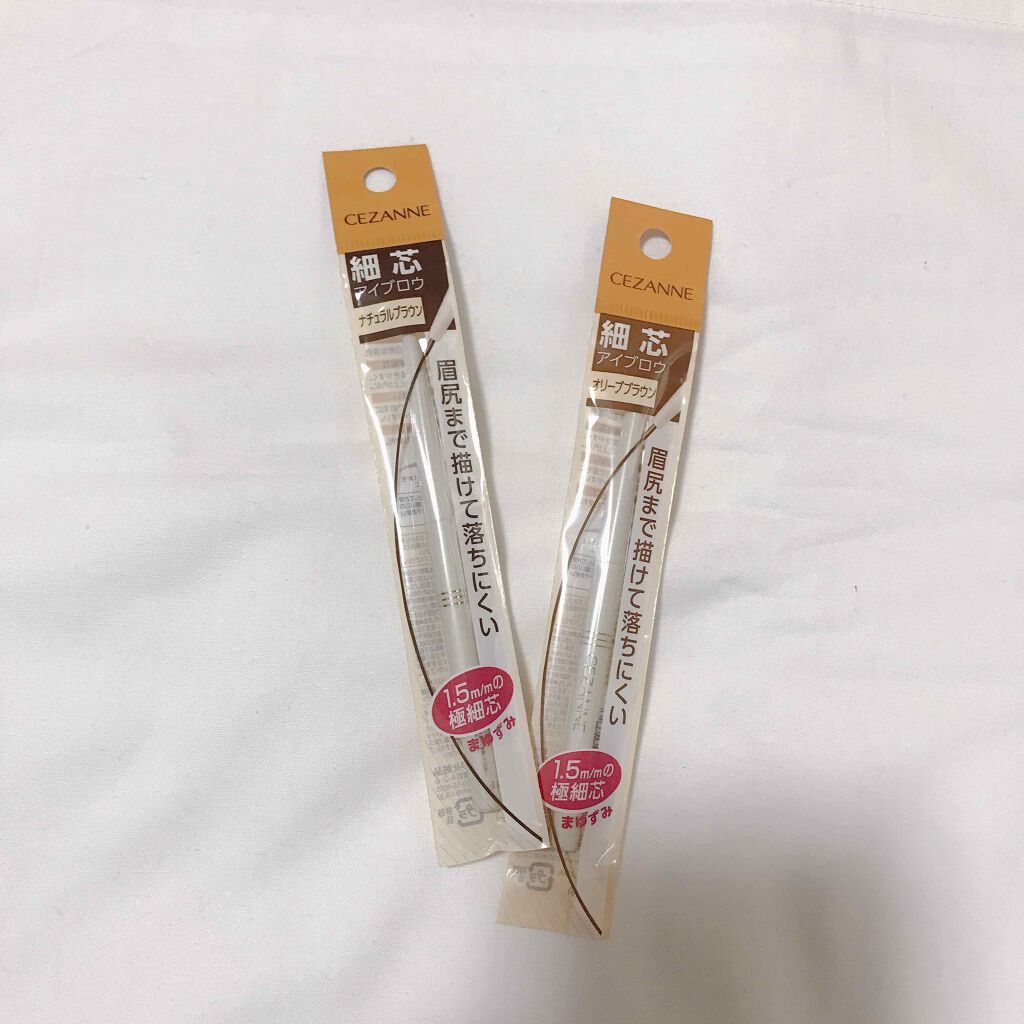 CEZANNE
細芯
アイブロウ
ナチュラルブラウン
眉尻まで描けて落ちにくい
1.5m/mの
極細芯
まゆずみ
CEZANNE
細芯
アイブロウ
オリーブブラウン
眉尻まで描けて落ちにくい
CEZANNE
1.5m/mの
極細芯
まゆずみ